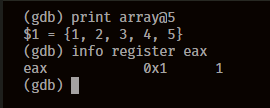 (gdb) print array@5
$1 = {1, 2, 3, 4, 5}
(gdb) info register eax
eax            0x1      1
(gdb)